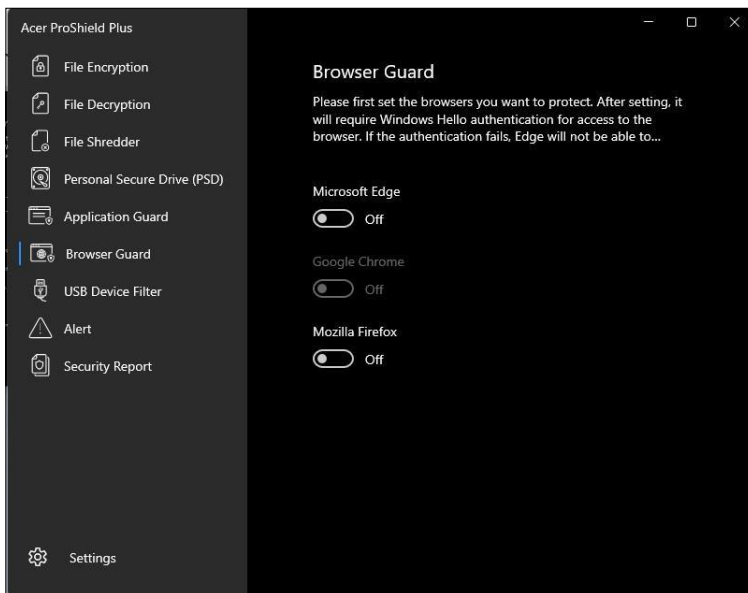 Acer ProShield Plus
File Encryption
File Decryption
File Shredder
Personal Secure Drive (PSD)
Application Guard
Browser Guard
USB Device Filter
Alert
Security Report
Settings
Browser Guard
Please first set the browsers you want to protect. After setting, it
will require Windows Hello authentication for access to the
browser. If the authentication fails, Edge will not be able to...
Microsoft Edge
Off
Google Chrome
Off
Mozilla Firefox
Off